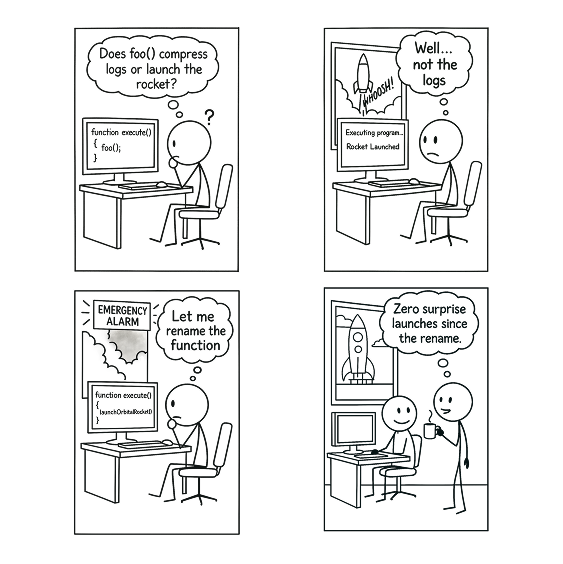 Does foo() compress
logs or launch the
rocket?
?
function execute()
{
foo();
}
Well...
not the
logs
WHOOSH!
Executing program...
Rocket Launched
EMERGENCY
ALARM
Let me
rename the
function
function execute()
{
launchOrbitalRocket()
}
Zero surprise
launches since
the rename.